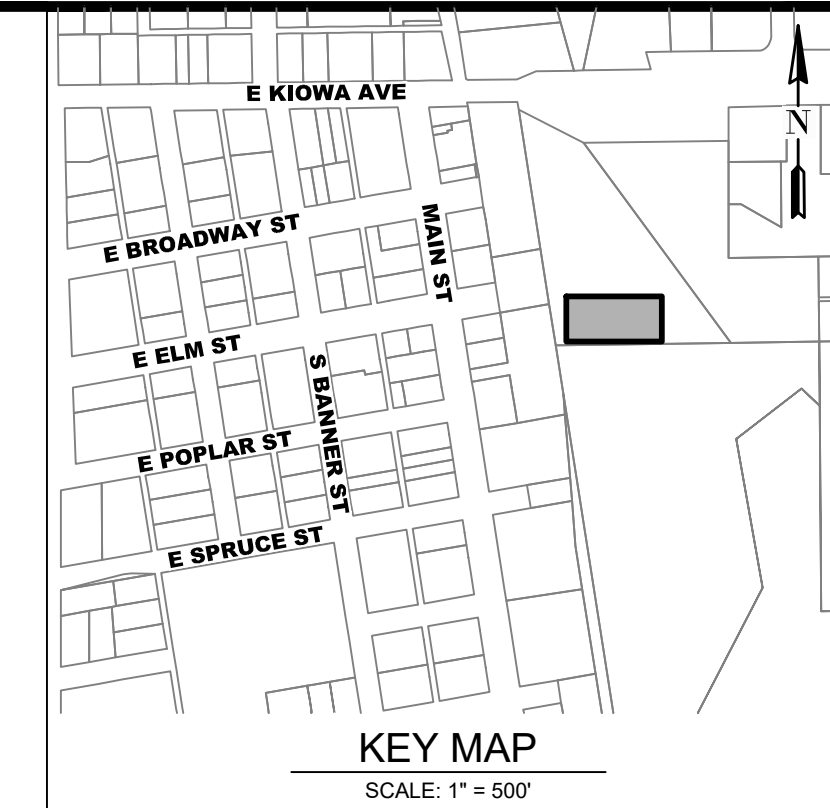 E KIOWA AVE
N
MAIN ST
E BROADWAY ST
E ELM ST
S BANNER ST
E POPLAR ST
E SPRUCE ST
KEY MAP
SCALE: 1" = 500'